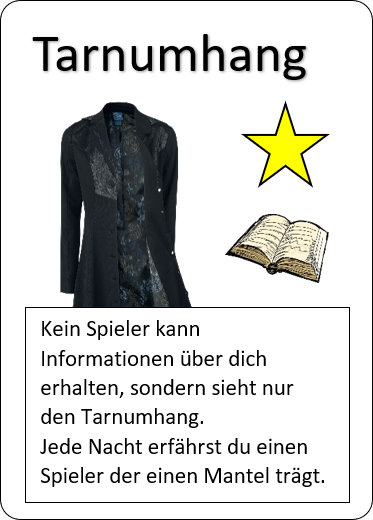 Tarnumhang
Kein Spieler kann
Informationen über dich
erhalten, sondern sieht nur
den Tarnumhang.
Jede Nacht erfährst du einen
Spieler der einen Mantel trägt.